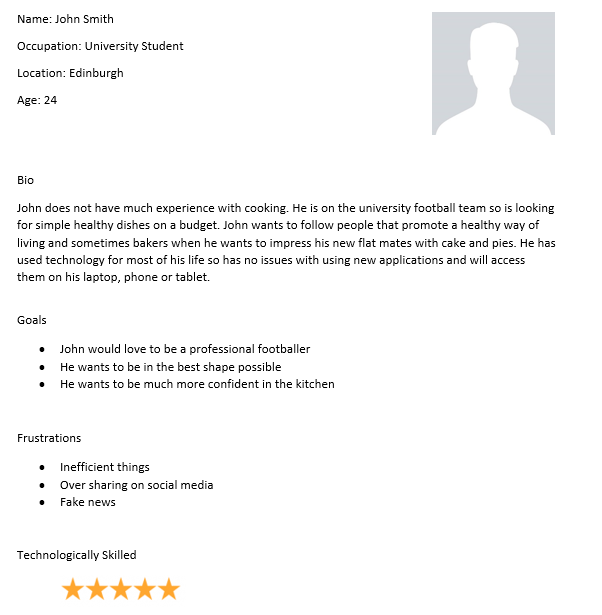 Name: John Smith
Occupation: University Student
Location: Edinburgh
Age: 24
Bio
John does not have much experience with cooking. He is on the university football team so is looking
for simple healthy dishes on a budget. John wants to follow people that promote a healthy way of
living and sometimes bakers when he wants to impress his new flat mates with cake and pies. He has
used technology for most of his life so has no issues with using new applications and will access
them on his laptop, phone or tablet.
Goals
• John would love to be a professional footballer
• He wants to be in the best shape possible
• He wants to be much more confident in the kitchen
Frustrations
• Inefficient things
• Over sharing on social media
• Fake news
Technologically Skilled